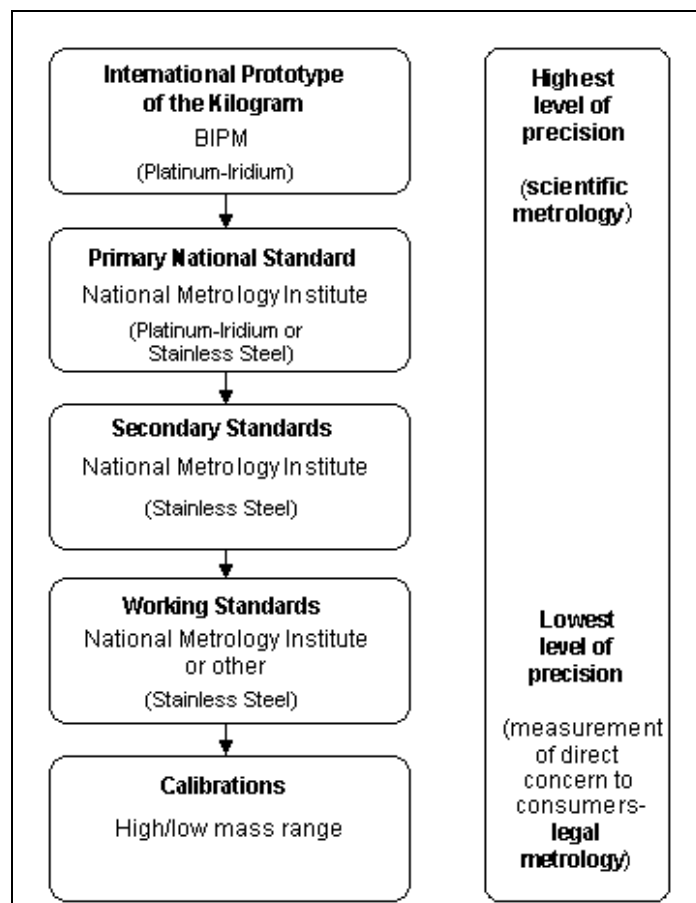 International Prototype
of the Kilogram
BIPM
(Platinum-Iridium)
Primary National Standard
National Metrology Institute
(Platinum-Iridium or
Stainless Steel)
Secondary Standards
National Metrology Institute
(Stainless Steel)
Working Standards
National Metrology Institute
or other
(Stainless Steel)
Calibrations
High/low mass range
Highest
level of
precision
(scientific
metrology)
Lowest
level of
precision
(measurement
of direct
concern to
consumers-
legal
metrology)